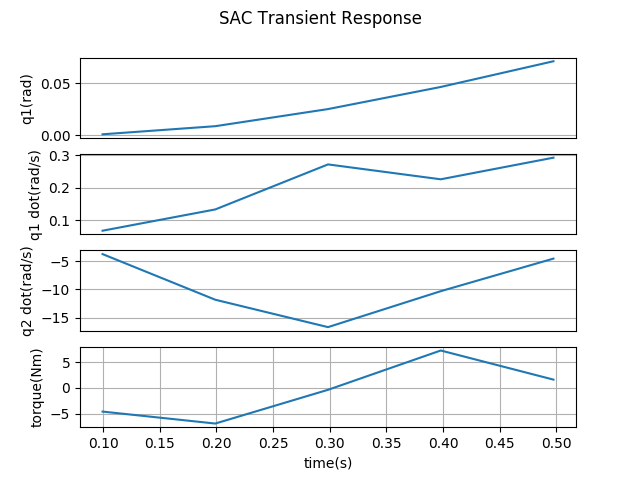 SAC Transient Response
q1(rad)
0.05
0.00
q1 dot(rad/s)
0.3
0.2
0.1
q2 dot(rad/s)
−5
−10
−15
torque(Nm)
5
0
−5
0.10 0.15 0.20 0.25 0.30 0.35 0.40 0.45 0.50
time(s)